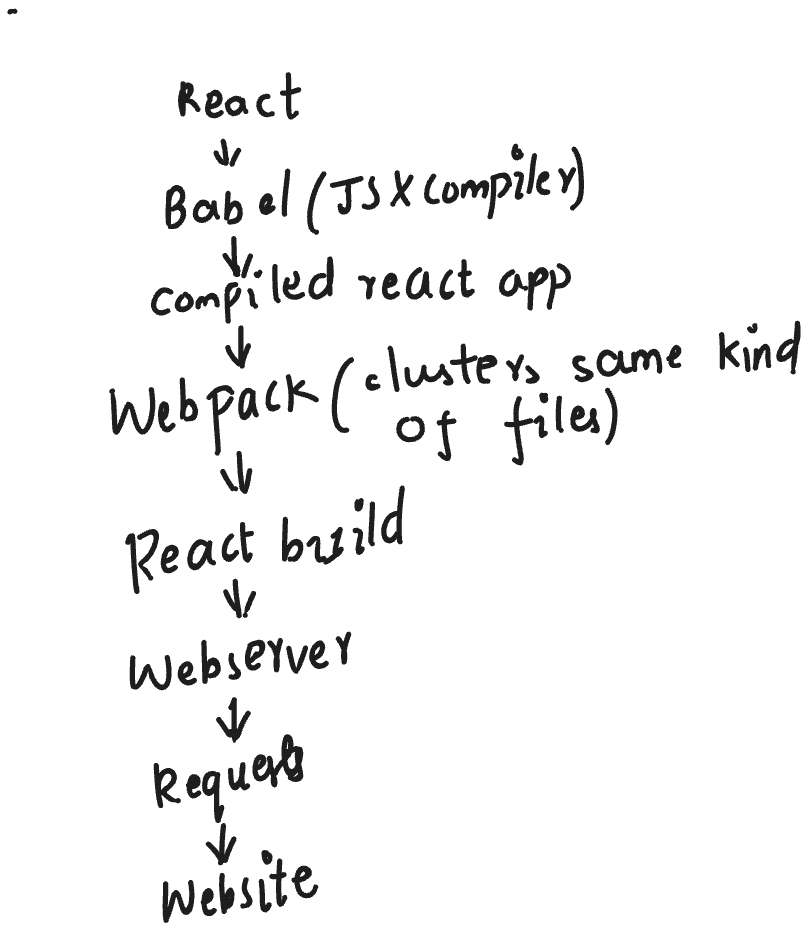 React
↓
Babel (JSX Compiler)
↓
compiled react app
↓
Webpack (clusters same kind
of files)
↓
React build
↓
Webserver
↓
Requests
↓
Website